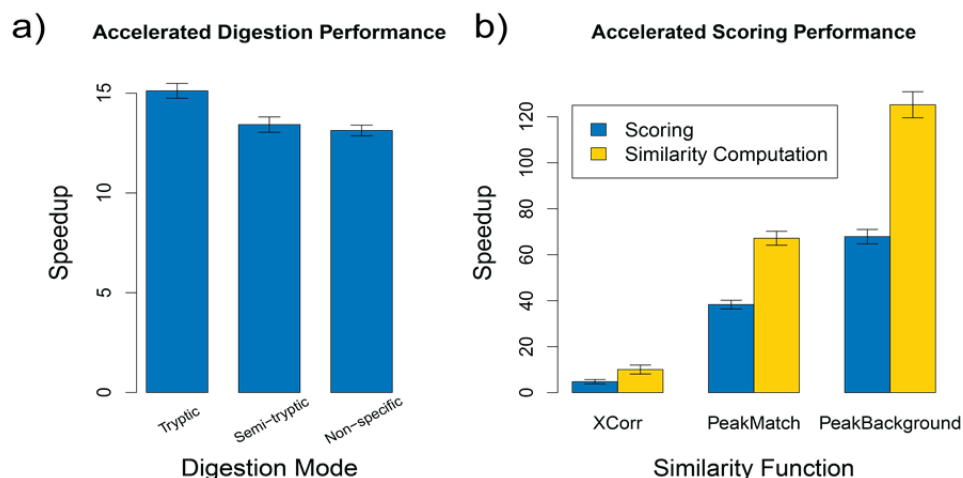 a)
Accelerated Digestion Performance
Speedup
15
10
5
0
Tryptic
Semi−tryptic
Non−specific
Digestion Mode
b)
Accelerated Scoring Performance
Speedup
120
100
80
60
40
20
0
Scoring
Similarity Computation
XCorr
PeakMatch
PeakBackground
Similarity Function